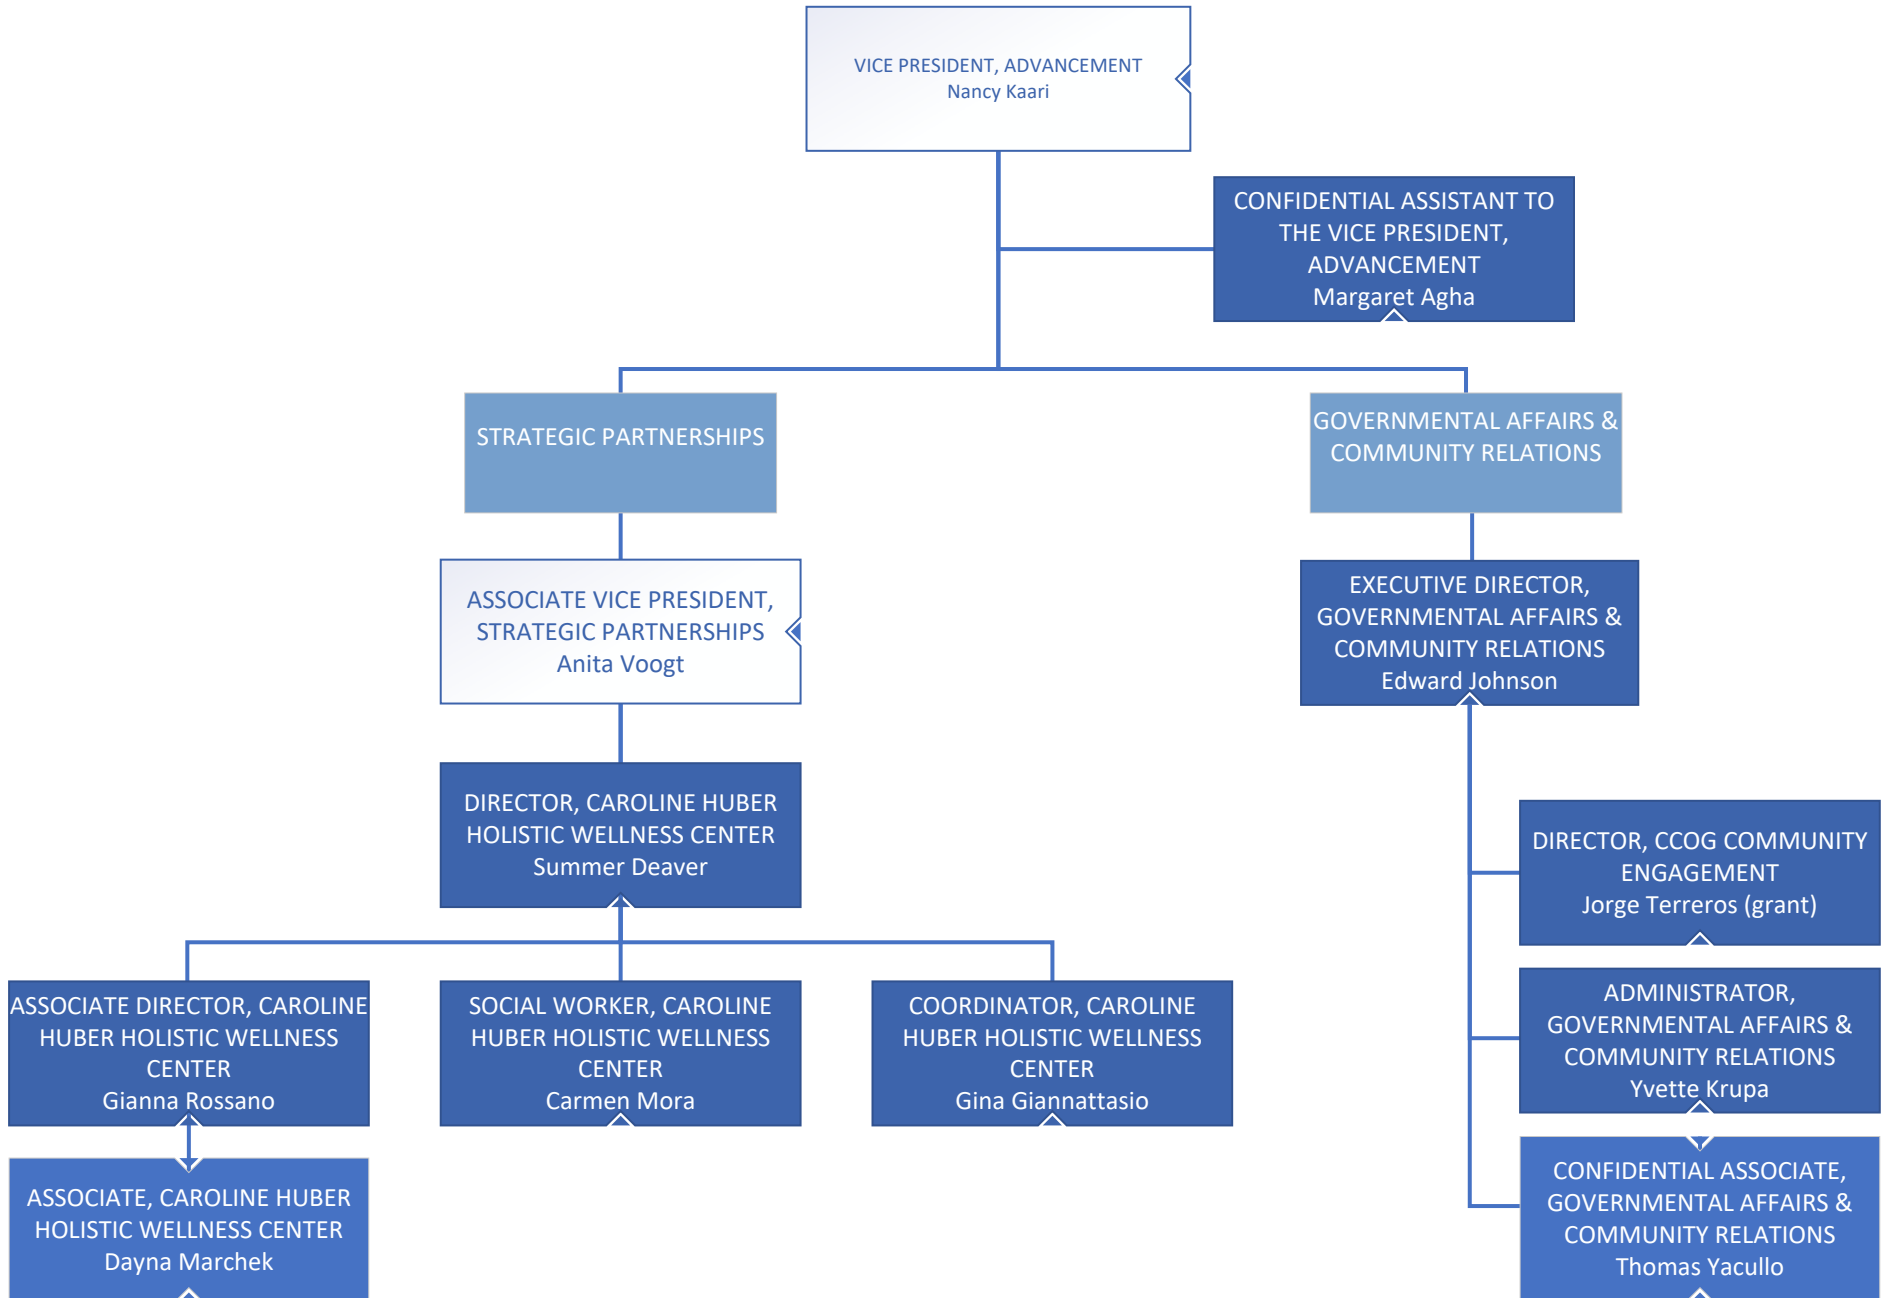 VICE PRESIDENT, ADVANCEMENT
Nancy Kaari
CONFIDENTIAL ASSISTANT TO
THE VICE PRESIDENT,
ADVANCEMENT
Margaret Agha
STRATEGIC PARTNERSHIPS
GOVERNMENTAL AFFAIRS &
COMMUNITY RELATIONS
ASSOCIATE VICE PRESIDENT,
STRATEGIC PARTNERSHIPS
Anita Voogt
EXECUTIVE DIRECTOR,
GOVERNMENTAL AFFAIRS &
COMMUNITY RELATIONS
Edward Johnson
DIRECTOR, CAROLINE HUBER
HOLISTIC WELLNESS CENTER
Summer Deaver
DIRECTOR, CCOG COMMUNITY
ENGAGEMENT
Jorge Terreros (grant)
ASSOCIATE DIRECTOR, CAROLINE
HUBER HOLISTIC WELLNESS
CENTER
Gianna Rossano
SOCIAL WORKER, CAROLINE
HUBER HOLISTIC WELLNESS
CENTER
Carmen Mora
COORDINATOR, CAROLINE
HUBER HOLISTIC WELLNESS
CENTER
Gina Giannattasio
ADMINISTRATOR,
GOVERNMENTAL AFFAIRS &
COMMUNITY RELATIONS
Yvette Krupa
ASSOCIATE, CAROLINE HUBER
HOLISTIC WELLNESS CENTER
Dayna Marchek
CONFIDENTIAL ASSOCIATE,
GOVERNMENTAL AFFAIRS &
COMMUNITY RELATIONS
Thomas Yacullo